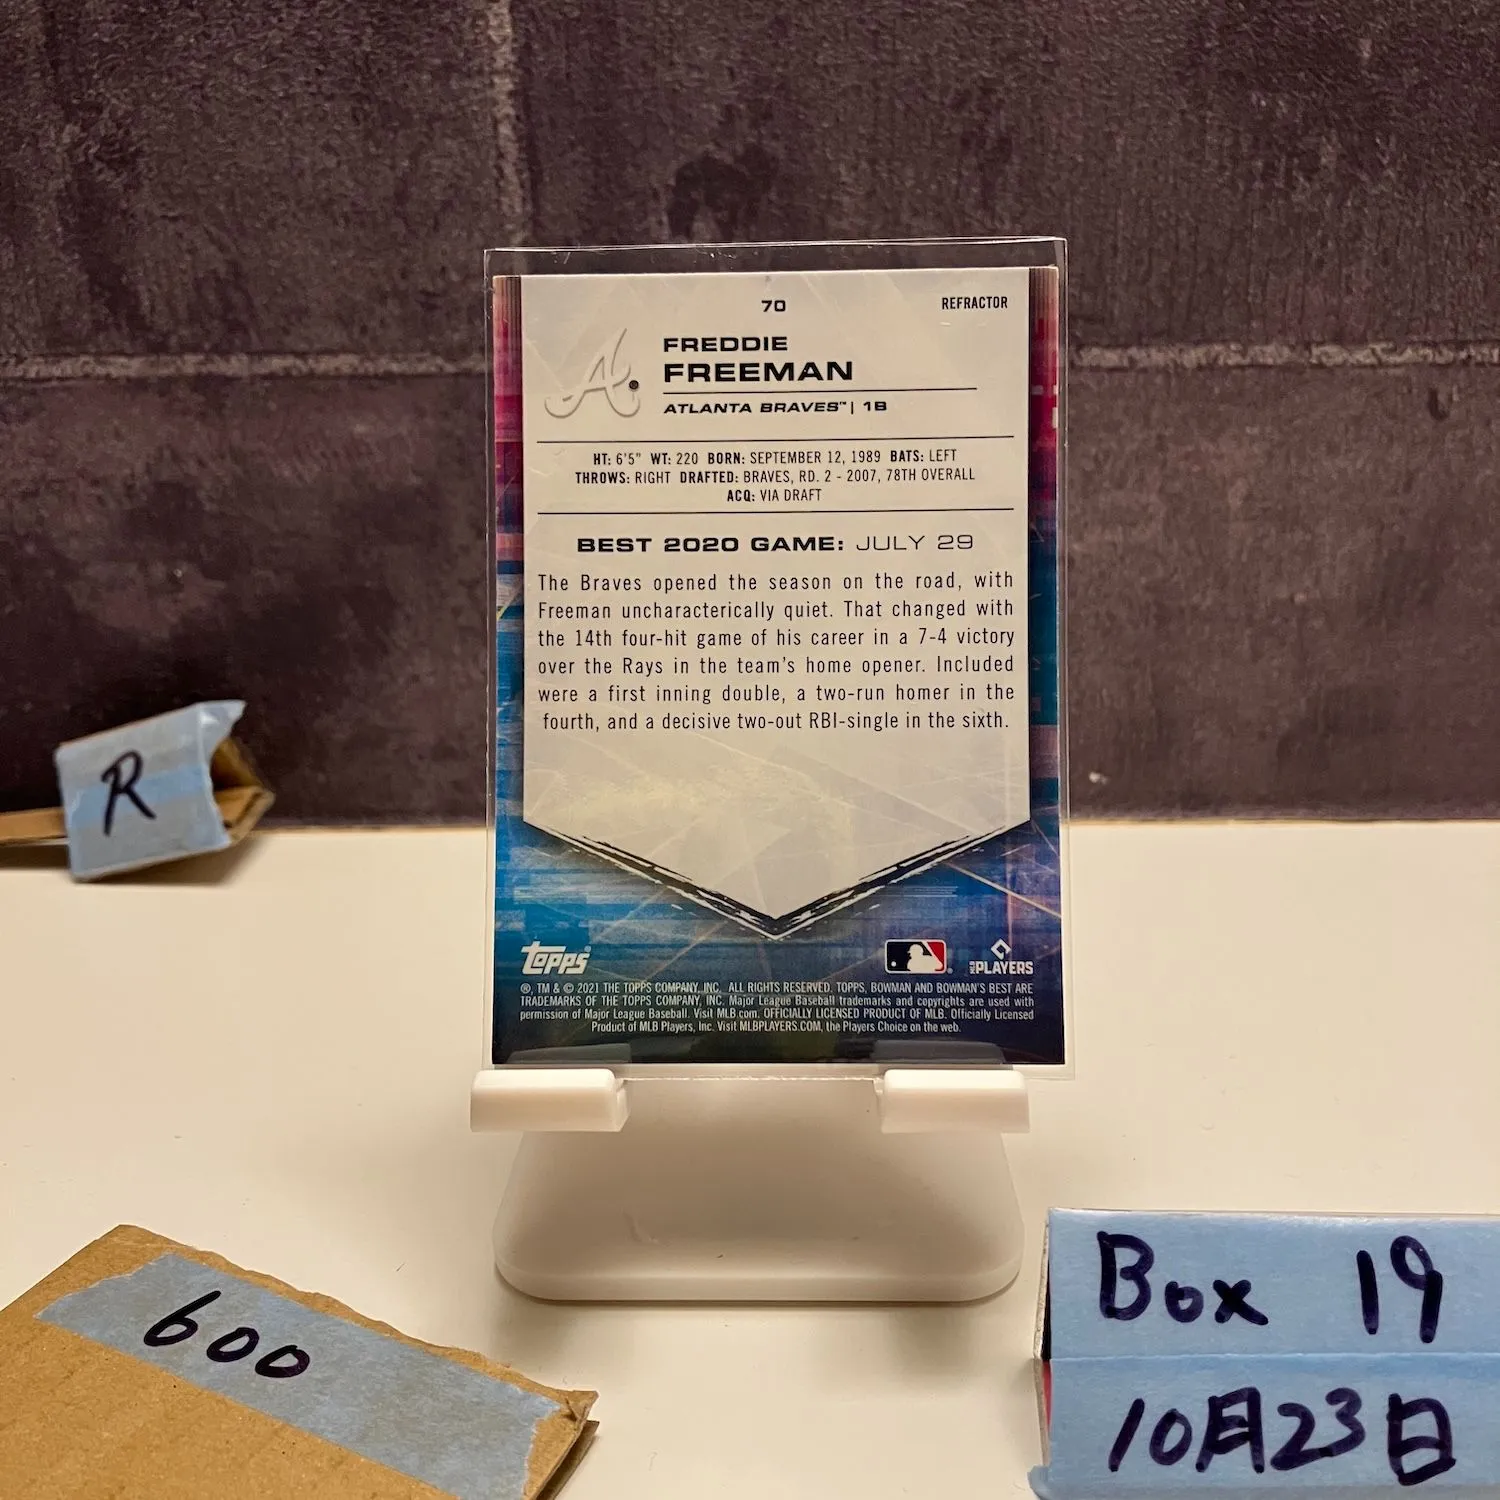 70
REFRACTOR
A
FREDDIE
FREEMAN
ATLANTA BRAVES™ | 1B
HT: 6'5" WT: 220 BORN: SEPTEMBER 12, 1989 BATS: LEFT
THROWS: RIGHT DRAFTED: BRAVES, RD. 2 - 2007, 78TH OVERALL
ACQ: VIA DRAFT
BEST 2020 GAME: JULY 29
The Braves opened the season on the road, with
Freeman uncharacterically quiet. That changed with
the 14th four-hit game of his career in a 7-4 victory
over the Rays in the team's home opener. Included
were a first inning double, a two-run homer in the
fourth, and a decisive two-out RBI-single in the sixth.
Topps®
MLB PLAYERS
®, TM & © 2021 THE TOPPS COMPANY, INC. ALL RIGHTS RESERVED. TOPPS, BOWMAN AND BOWMAN'S BEST ARE
TRADEMARKS OF THE TOPPS COMPANY, INC. Major League Baseball trademarks and copyrights are used with
permission of Major League Baseball. Visit MLB.com. OFFICIALLY LICENSED PRODUCT OF MLB. Officially Licensed
Product of MLB Players, Inc. Visit MLBPLAYERS.COM, the Players Choice on the web.
R
600
Box 19
10月23日